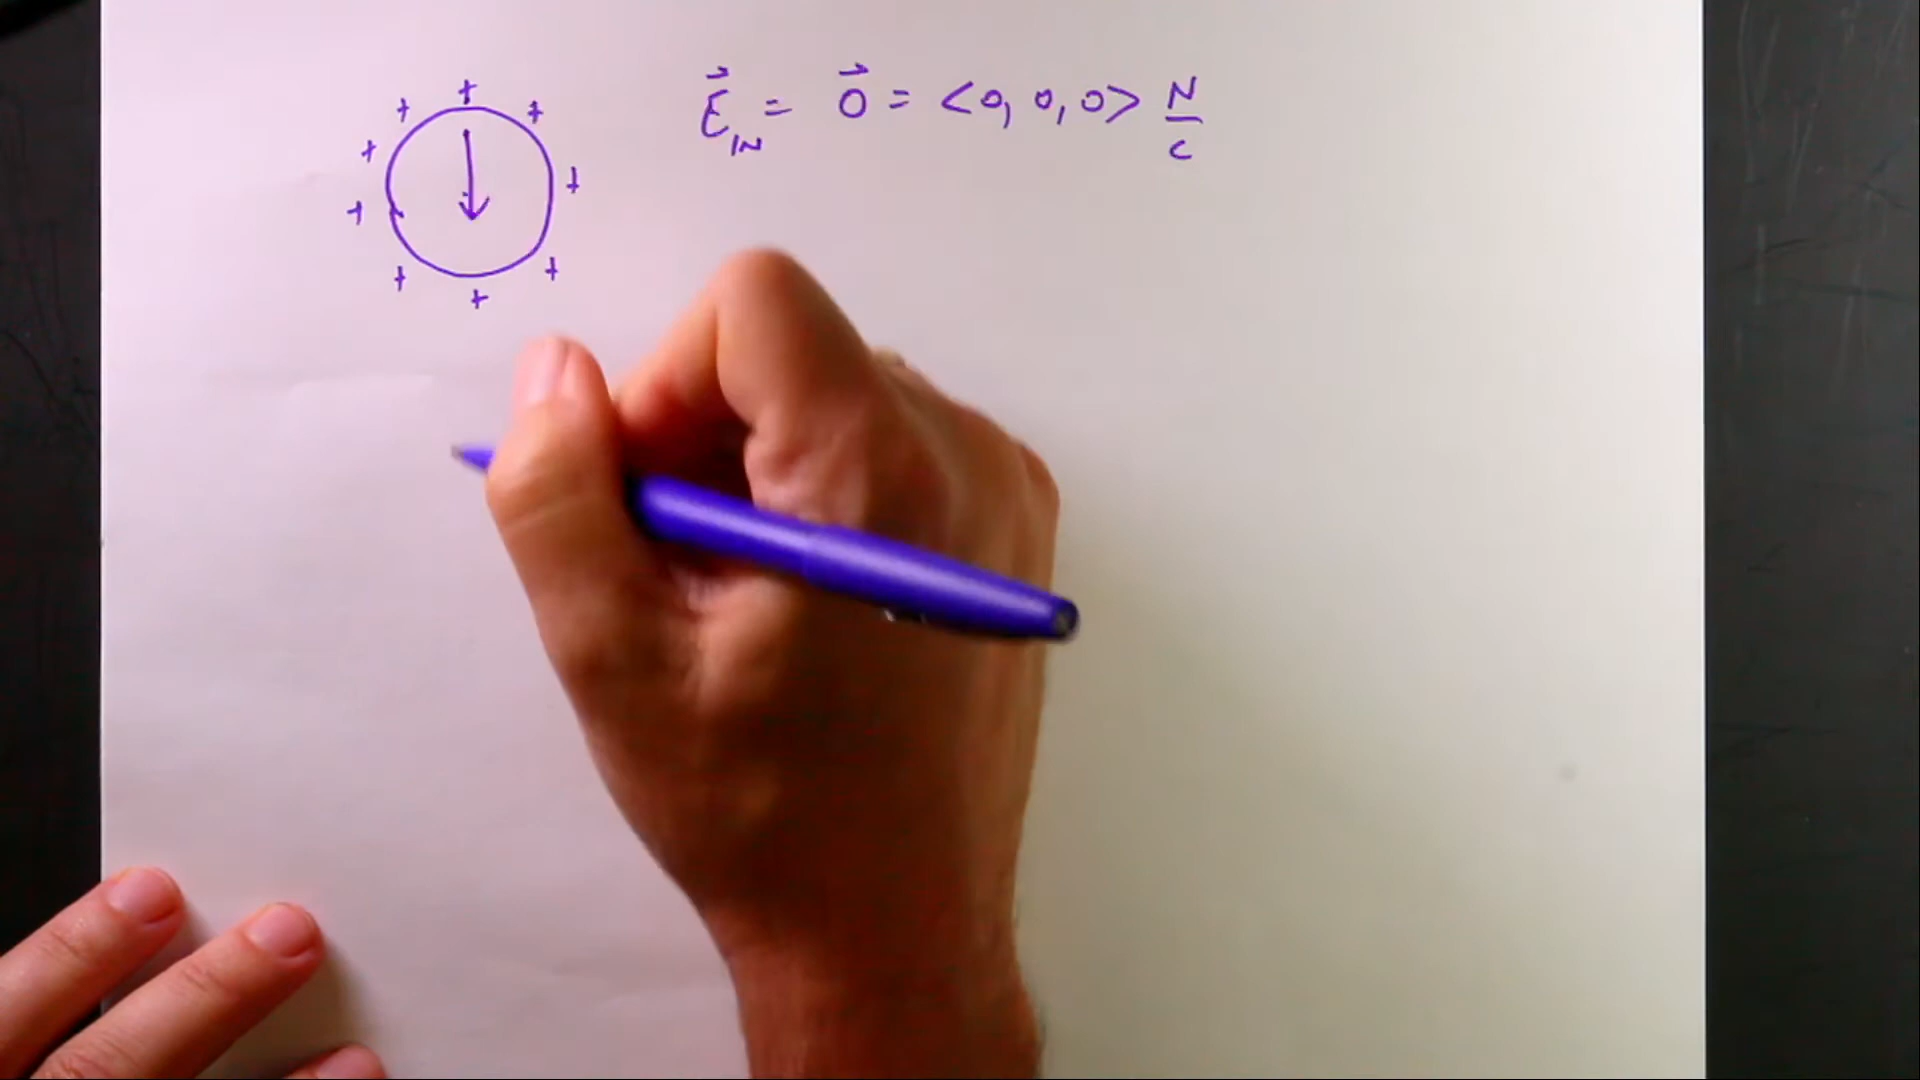 E⃗_IN = 0⃗ = <0, 0, 0> N/C
+ + + + + + + + +